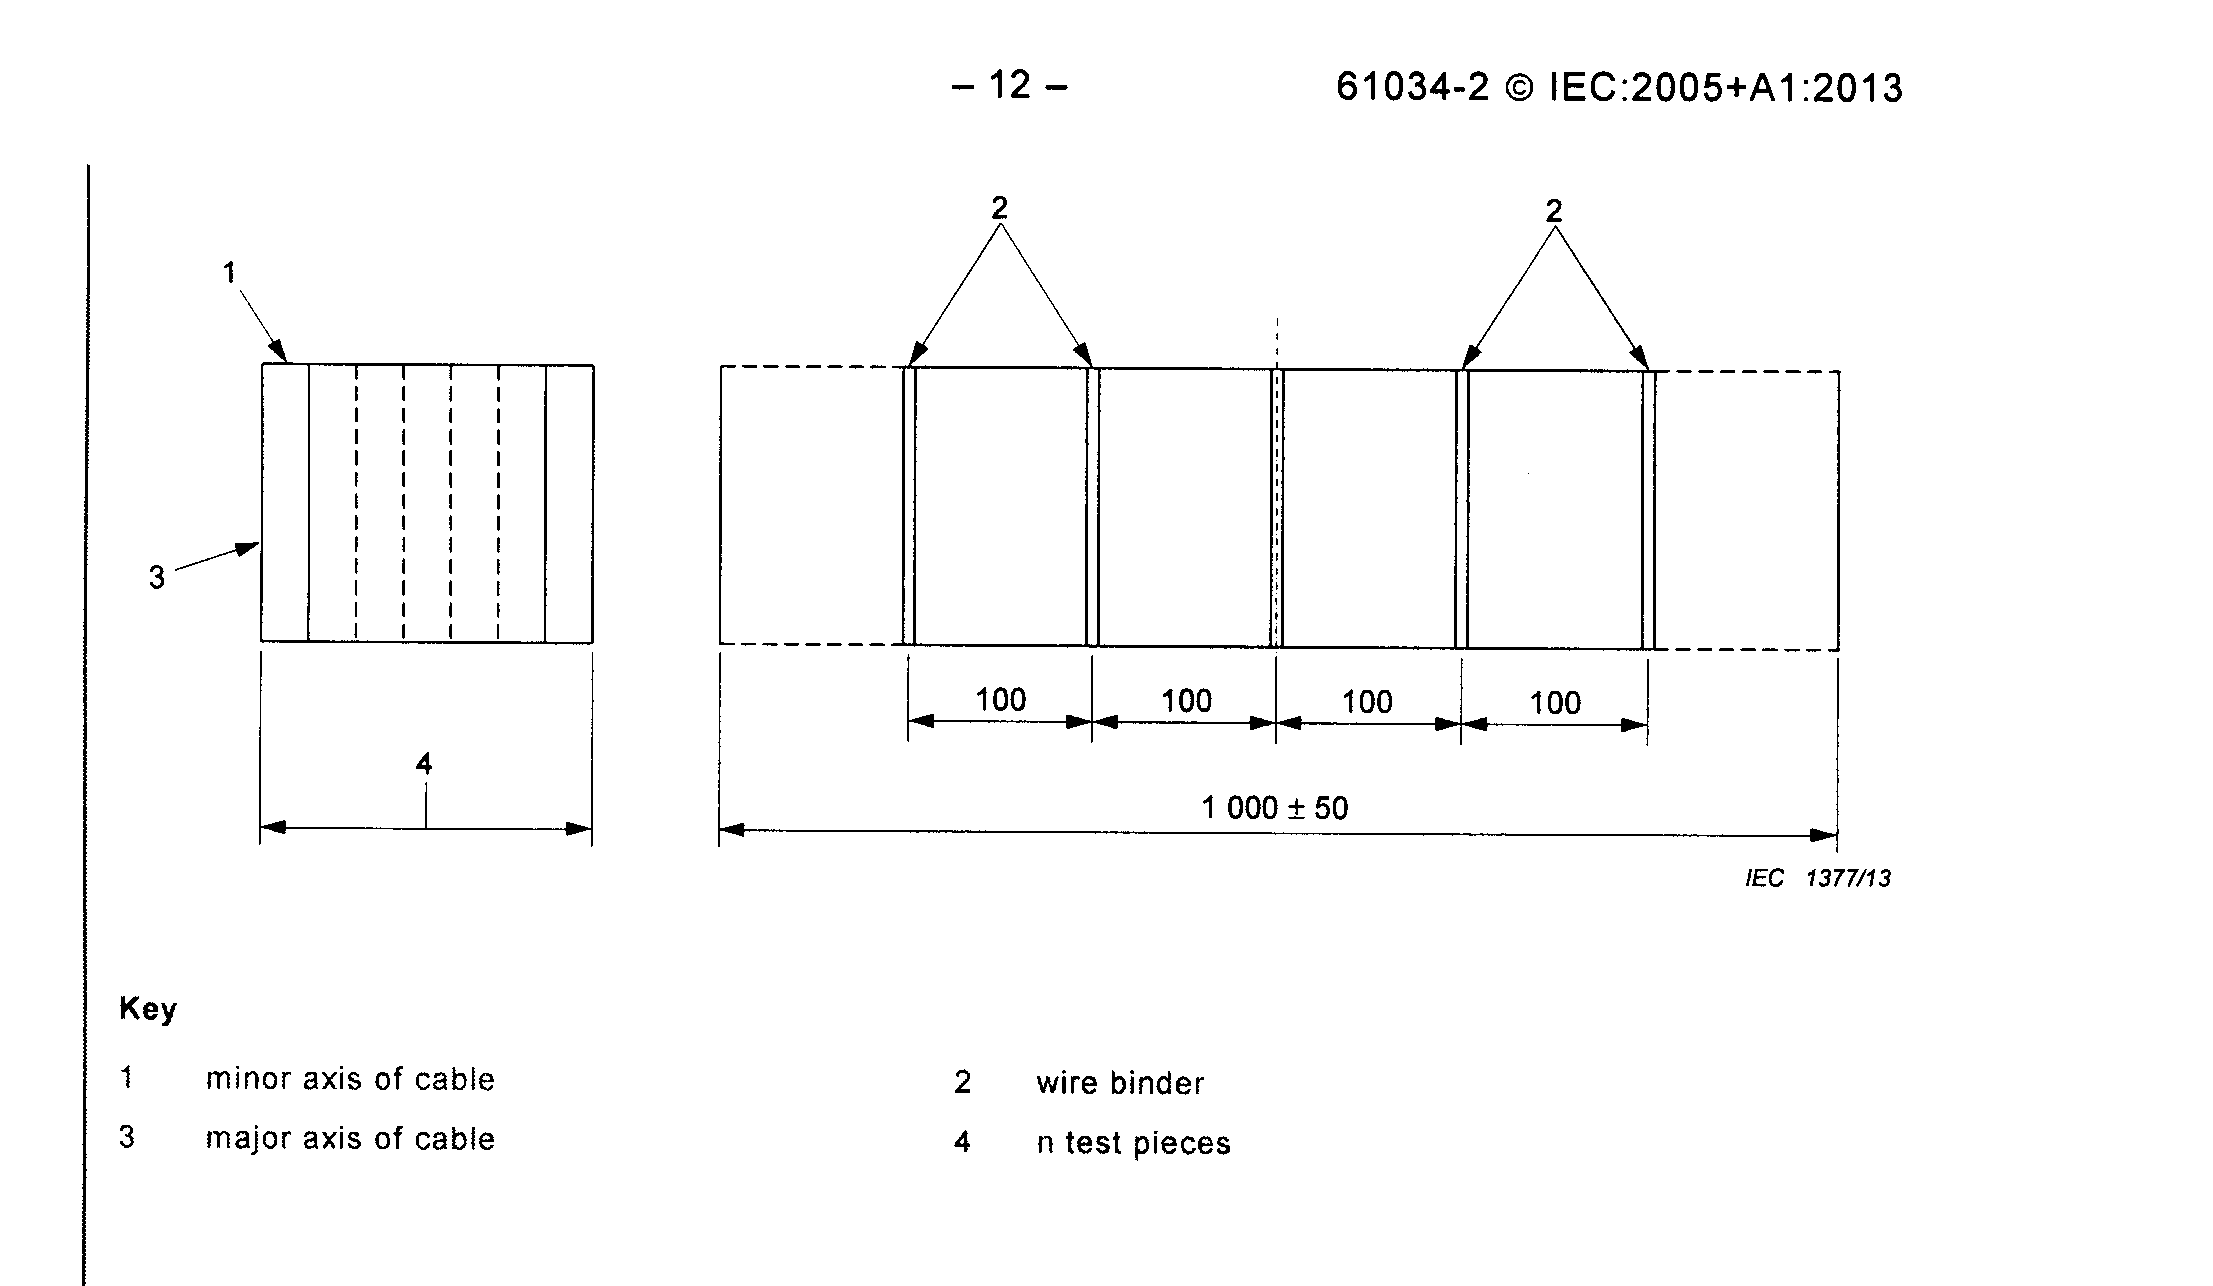 – 12 –
61034-2 © IEC:2005+A1:2013
2
2
1
3
100
100
100
100
4
1 000 ± 50
IEC 1377/13
Key
1 minor axis of cable
2 wire binder
3 major axis of cable
4 n test pieces